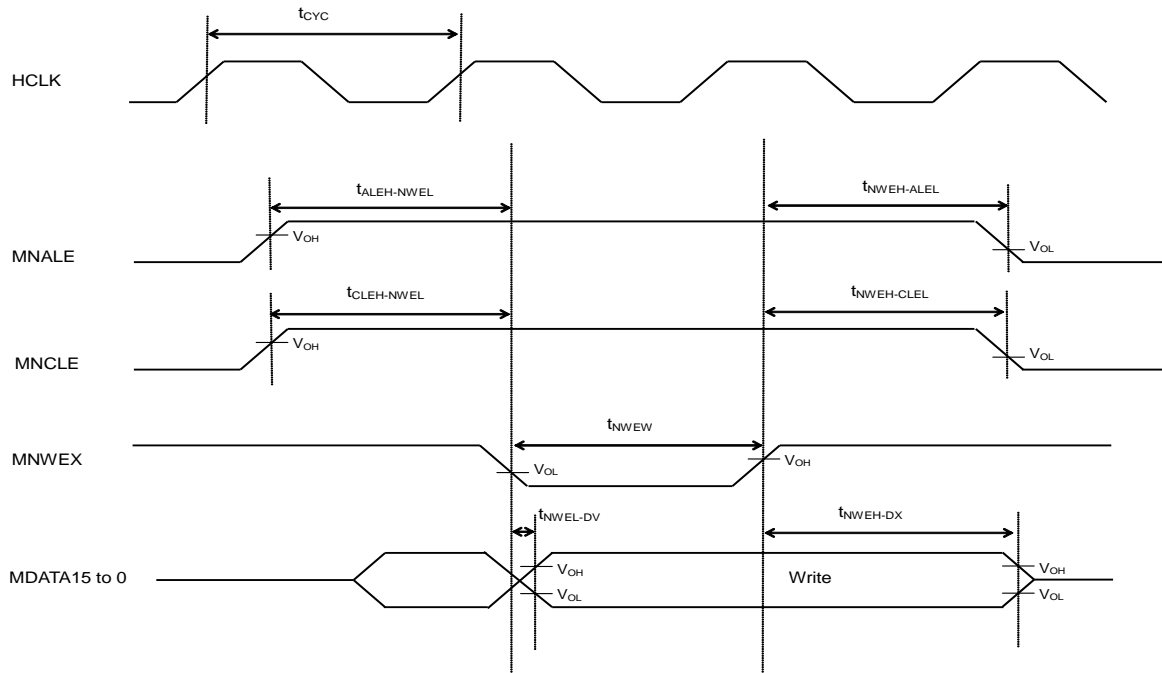 tCYC
HCLK
tALEH-NWEL
tNWEH-ALEL
VOH
VOL
MNALE
tCLEH-NWEL
tNWEH-CLEL
VOH
VOL
MNCLE
tNWEW
MNWEX
VOL
VOH
tNWEL-DV
tNWEH-DX
MDATA15 to 0
VOH
Write
VOH
VOL
VOL